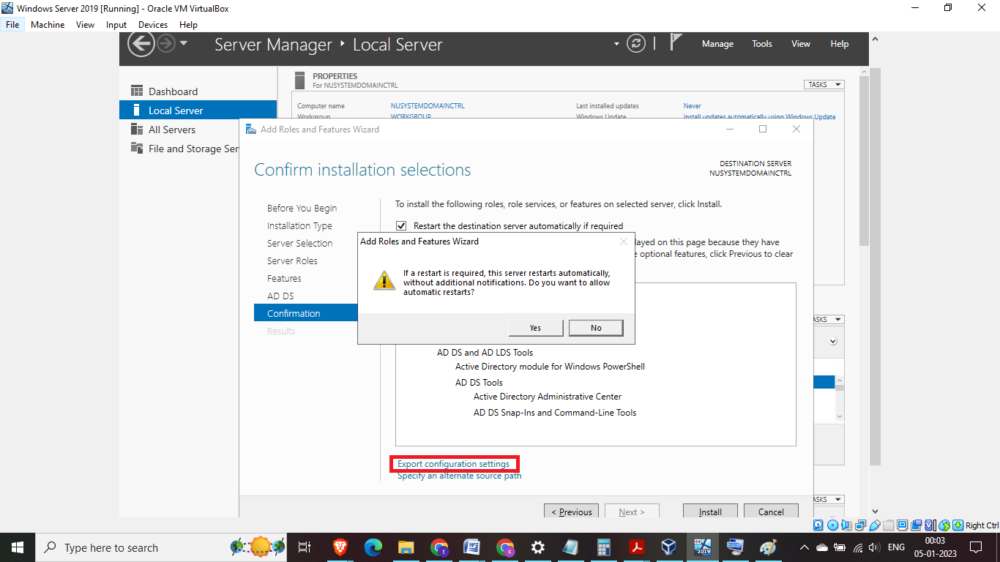 Windows Server 2019 [Running] - Oracle VM VirtualBox
File Machine View Input Devices Help
Server Manager ‣ Local Server
Manage Tools View Help
Dashboard
Local Server
All Servers
File and Storage Ser
PROPERTIES
For NUSYSTEMDOMAINCTRL
TASKS
Computer name NUSYSTEMDOMAINCTRL Last installed updates Never
Workgroup WORKGROUP Windows Update Install updates automatically using Windows Update
Add Roles and Features Wizard
Confirm installation selections
DESTINATION SERVER
NUSYSTEMDOMAINCTRL
Before You Begin
Installation Type
Server Selection
Server Roles
Features
AD DS
Confirmation
Results
To install the following roles, role services, or features on selected server, click Install.
Restart the destination server automatically if required
layed on this page because they have
e optional features, click Previous to clear
Add Roles and Features Wizard
If a restart is required, this server restarts automatically,
without additional notifications. Do you want to allow
automatic restarts?
Yes No
AD DS and AD LDS Tools
Active Directory module for Windows PowerShell
AD DS Tools
Active Directory Administrative Center
AD DS Snap-Ins and Command-Line Tools
Export configuration settings
Specify an alternate source path
< Previous Next > Install Cancel
ASKS
ASKS
Right Ctrl
Type here to search
2019
ENG
00:03
05-01-2023